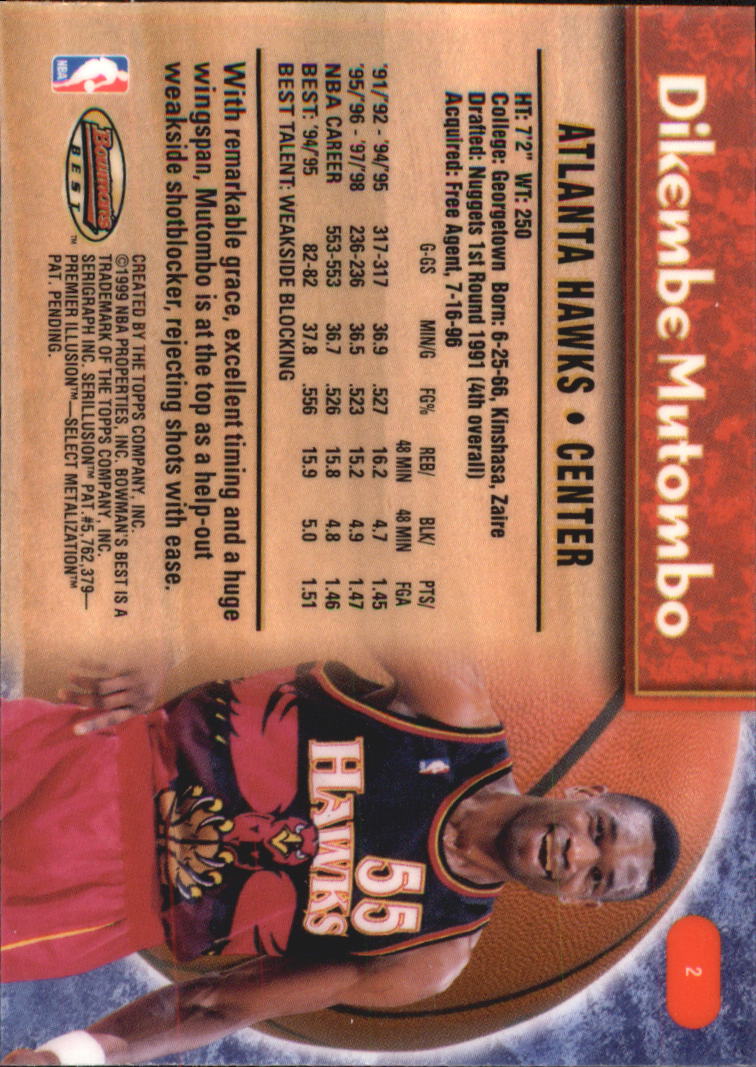 Dikembe Mutombo
2
ATLANTA HAWKS • CENTER
HT: 7'2" WT: 250
College: Georgetown Born: 6-25-66, Kinshasa, Zaire
Drafted: Nuggets 1st Round 1991 (4th overall)
Acquired: Free Agent, 7-16-96
REB/ BLK/ PTS/
G-GS MIN/G FG% 48 MIN 48 MIN FGA
'91/'92 - '94/'95 317-317 36.9 .527 16.2 4.7 1.45
'95/'96 - '97/'98 236-236 36.5 .523 15.2 4.9 1.47
NBA CAREER 553-553 36.7 .526 15.8 4.8 1.46
BEST: '94/'95 82-82 37.8 .556 15.9 5.0 1.51
BEST TALENT: WEAKSIDE BLOCKING
With remarkable grace, excellent timing and a huge
wingspan, Mutombo is at the top as a help-out
weakside shotblocker, rejecting shots with ease.
NBA
Bowman's
BEST™
CREATED BY THE TOPPS COMPANY, INC.
©1999 NBA PROPERTIES, INC. BOWMAN'S BEST IS A
TRADEMARK OF THE TOPPS COMPANY, INC.
SERIGRAPH INC. SERILLUSION™ PAT. #5,762,379—
PREMIER ILLUSION™—SELECT METALIZATION™
PAT. PENDING.
55
HAWKS